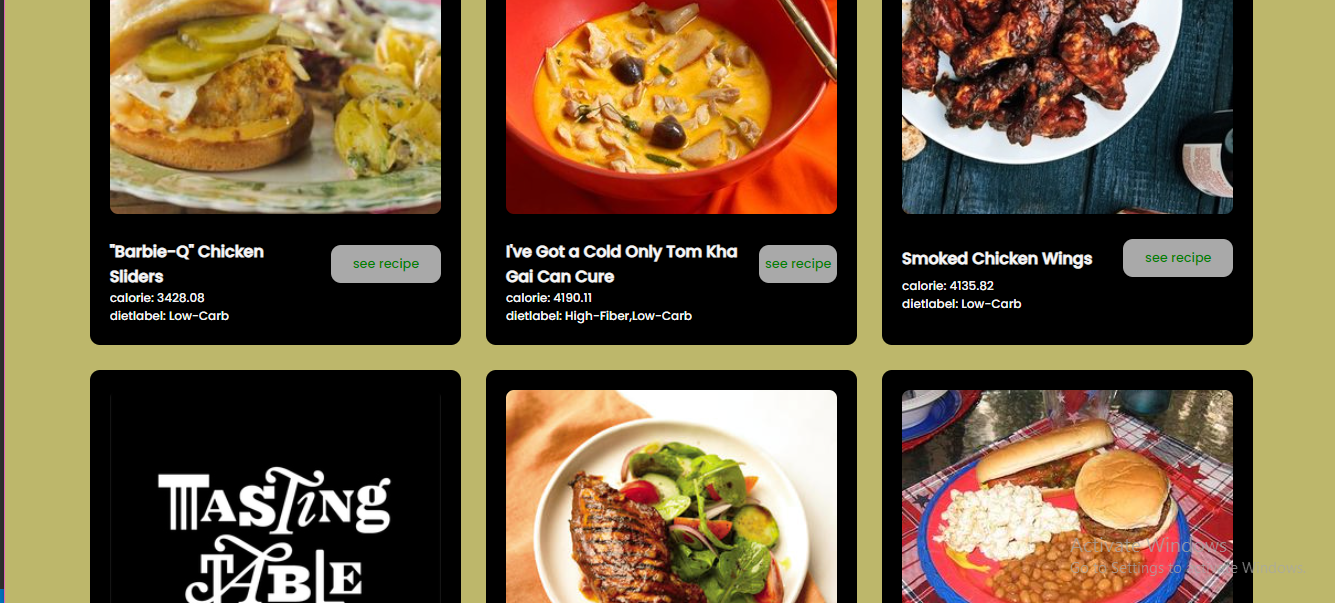 "Barbie-Q" Chicken
Sliders
see recipe
calorie: 3428.08
dietlabel: Low-Carb
I've Got a Cold Only Tom Kha
Gai Can Cure
see recipe
calorie: 4190.11
dietlabel: High-Fiber,Low-Carb
Smoked Chicken Wings
see recipe
calorie: 4135.82
dietlabel: Low-Carb
TASTING
TABLE
Activate Windows
Go to Settings to activate Windows.